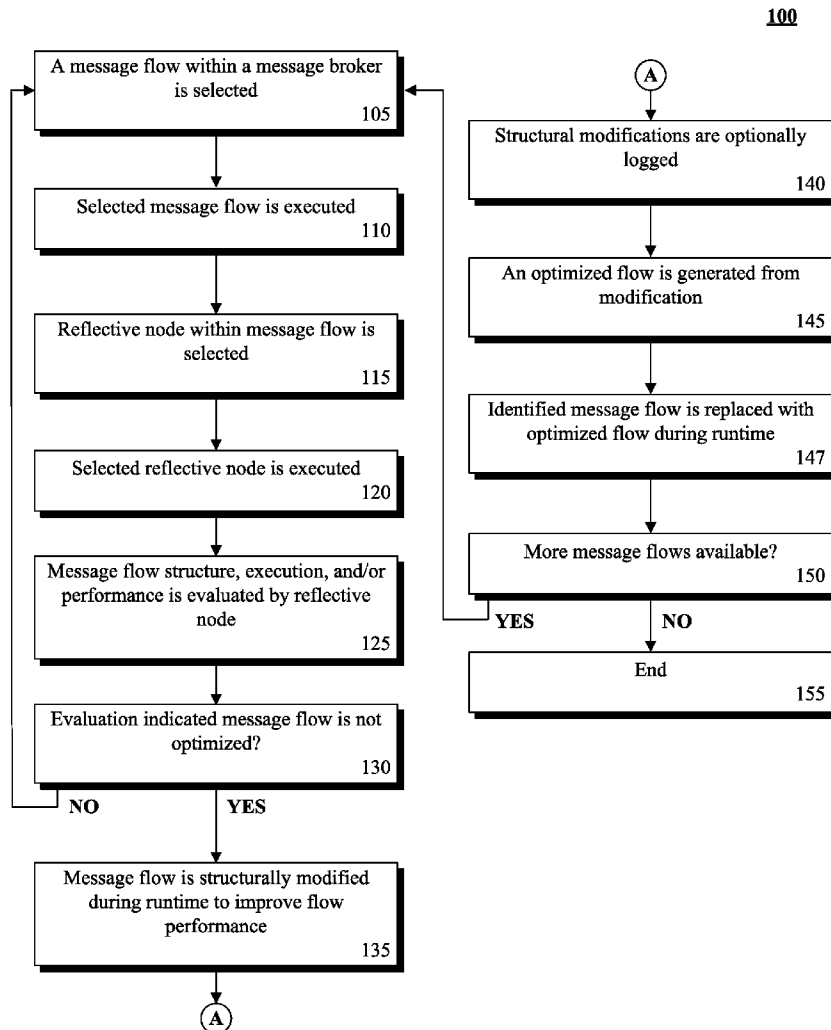 100
A message flow within a message broker
is selected
105
Selected message flow is executed
110
Reflective node within message flow is
selected
115
Selected reflective node is executed
120
Message flow structure, execution, and/or
performance is evaluated by reflective
node
125
Evaluation indicated message flow is not
optimized?
130
NO
YES
Message flow is structurally modified
during runtime to improve flow
performance
135
A
A
Structural modifications are optionally
logged
140
An optimized flow is generated from
modification
145
Identified message flow is replaced with
optimized flow during runtime
147
More message flows available?
150
YES
NO
End
155